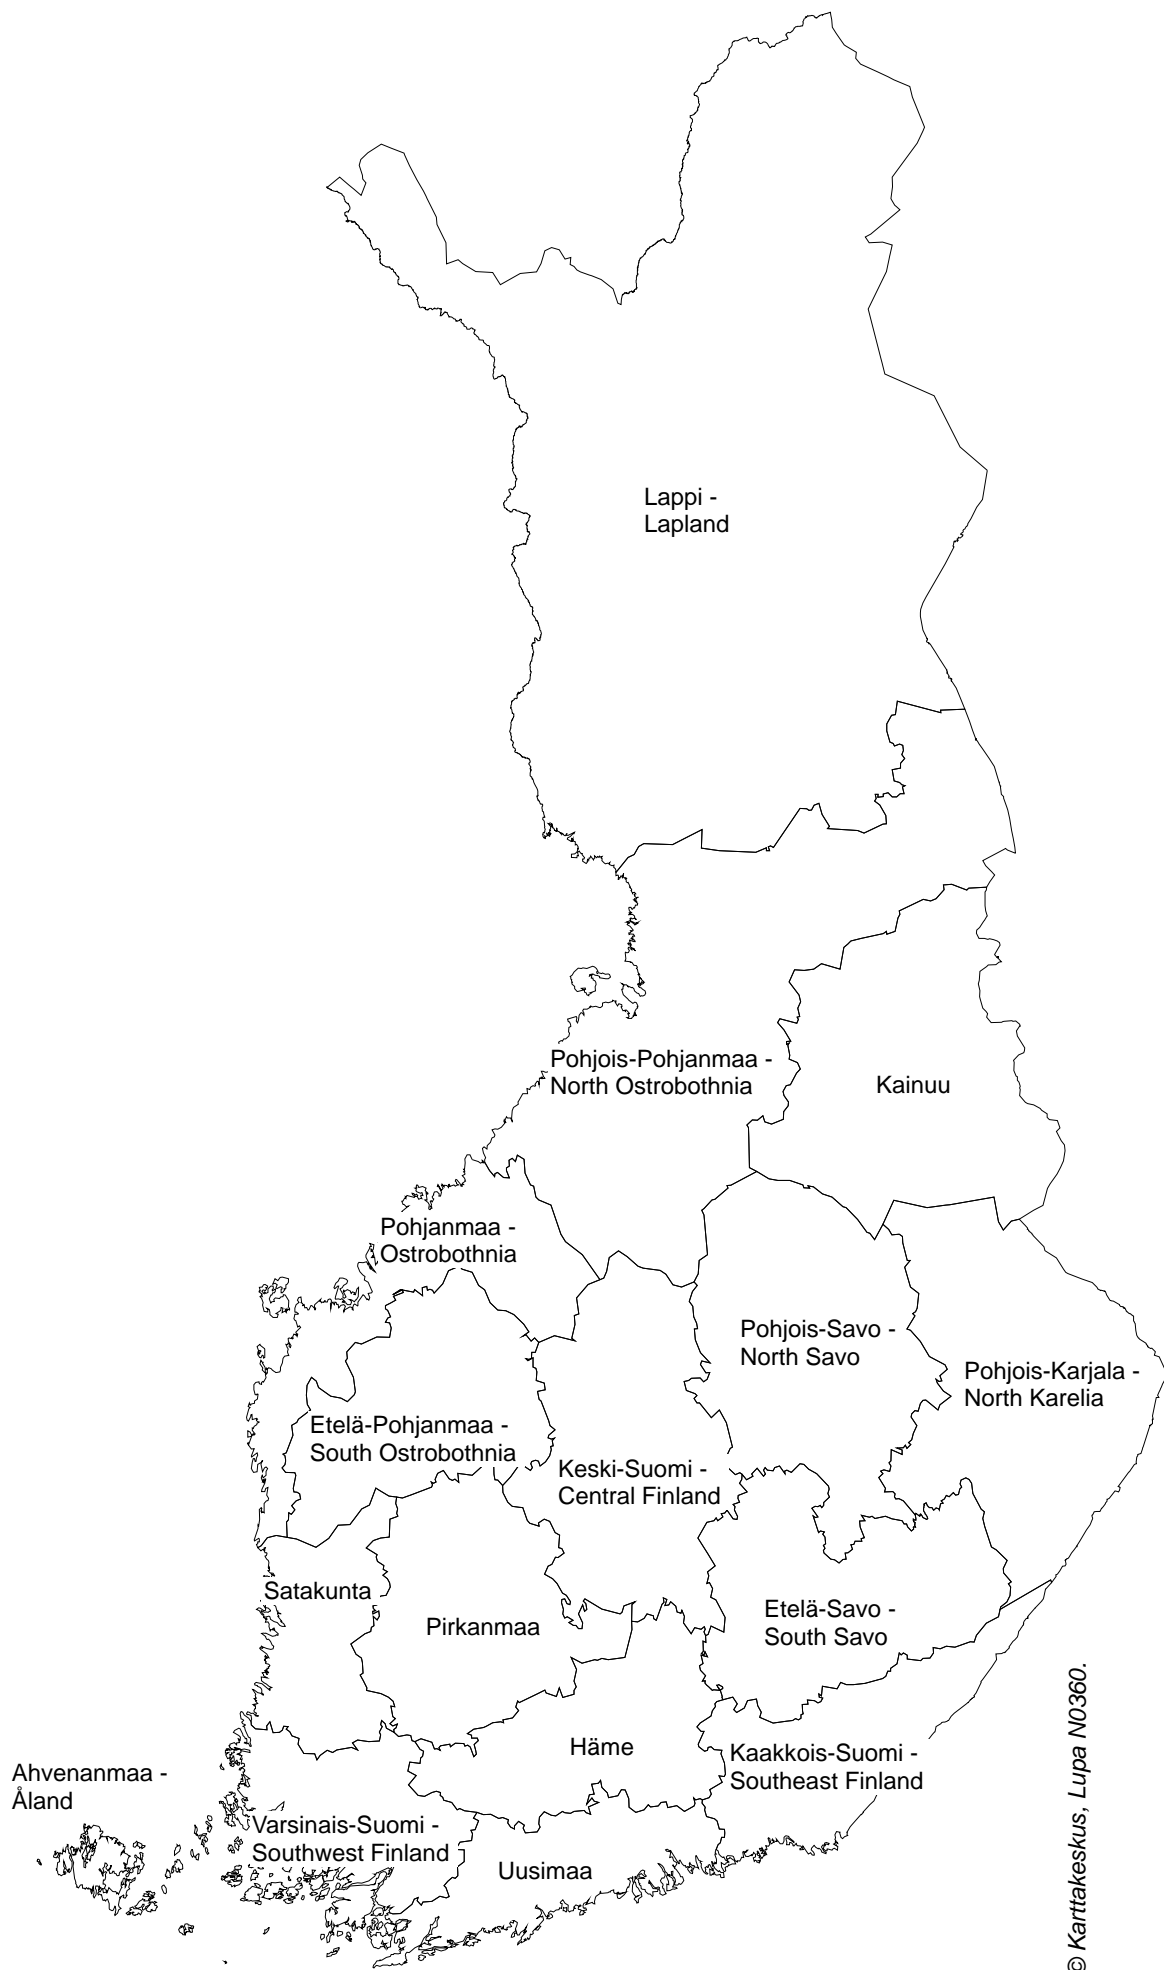 Lappi -
Lapland
Pohjois-Pohjanmaa -
North Ostrobothnia
Kainuu
Pohjanmaa -
Ostrobothnia
Pohjois-Savo -
North Savo
Pohjois-Karjala -
North Karelia
Etelä-Pohjanmaa -
South Ostrobothnia
Keski-Suomi -
Central Finland
Satakunta
Pirkanmaa
Etelä-Savo -
South Savo
Häme
Kaakkois-Suomi -
Southeast Finland
Ahvenanmaa -
Åland
Varsinais-Suomi -
Southwest Finland
Uusimaa
© Karttakeskus, Lupa N0360.